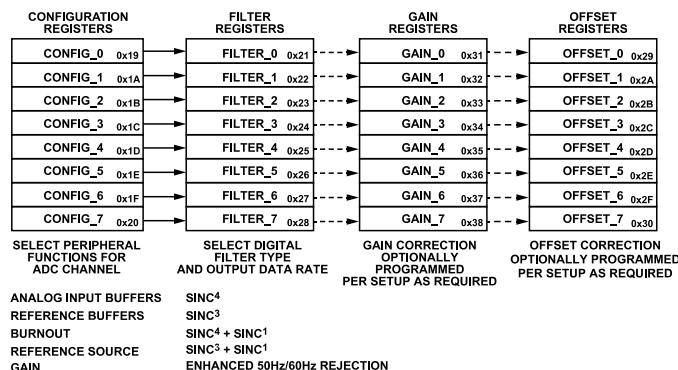 CONFIGURATION
REGISTERS
FILTER
REGISTERS
GAIN
REGISTERS
OFFSET
REGISTERS
CONFIG_0 0x19 FILTER_0 0x21 GAIN_0 0x31 OFFSET_0 0x29
CONFIG_1 0x1A FILTER_1 0x22 GAIN_1 0x32 OFFSET_1 0x2A
CONFIG_2 0x1B FILTER_2 0x23 GAIN_2 0x33 OFFSET_2 0x2B
CONFIG_3 0x1C FILTER_3 0x24 GAIN_3 0x34 OFFSET_3 0x2C
CONFIG_4 0x1D FILTER_4 0x25 GAIN_4 0x35 OFFSET_4 0x2D
CONFIG_5 0x1E FILTER_5 0x26 GAIN_5 0x36 OFFSET_5 0x2E
CONFIG_6 0x1F FILTER_6 0x27 GAIN_6 0x37 OFFSET_6 0x2F
CONFIG_7 0x20 FILTER_7 0x28 GAIN_7 0x38 OFFSET_7 0x30
SELECT PERIPHERAL
FUNCTIONS FOR
ADC CHANNEL
SELECT DIGITAL
FILTER TYPE
AND OUTPUT DATA RATE
GAIN CORRECTION
OPTIONALLY
PROGRAMMED
PER SETUP AS REQUIRED
OFFSET CORRECTION
OPTIONALLY PROGRAMMED
PER SETUP AS REQUIRED
ANALOG INPUT BUFFERS
REFERENCE BUFFERS
BURNOUT
REFERENCE SOURCE
GAIN
SINC⁴
SINC³
SINC⁴ + SINC¹
SINC³ + SINC¹
ENHANCED 50Hz/60Hz REJECTION